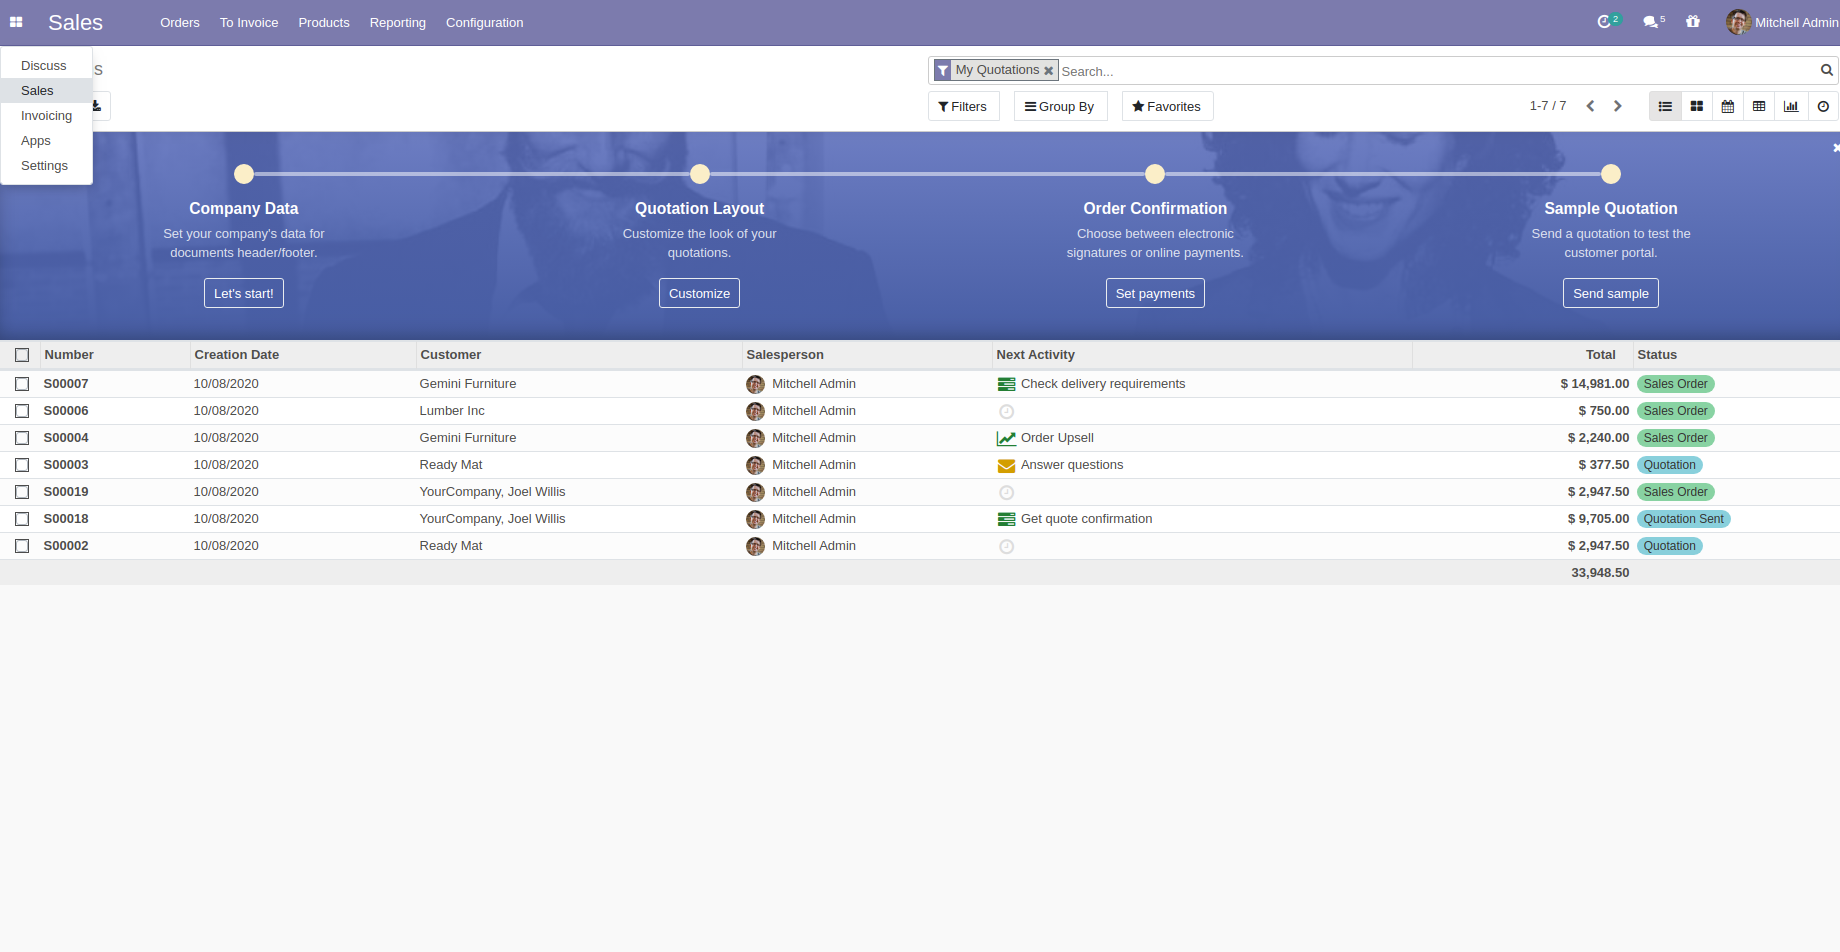 Sales
Orders
To Invoice
Products
Reporting
Configuration
2
5
Mitchell Admin
Discuss
Sales
Invoicing
Apps
Settings
s
My Quotations
Search...
Filters
Group By
Favorites
1-7 / 7
Company Data
Set your company's data for
documents header/footer.
Let's start!
Quotation Layout
Customize the look of your
quotations.
Customize
Order Confirmation
Choose between electronic
signatures or online payments.
Set payments
Sample Quotation
Send a quotation to test the
customer portal.
Send sample
Number Creation Date Customer Salesperson Next Activity Total Status
S00007 10/08/2020 Gemini Furniture Mitchell Admin Check delivery requirements $ 14,981.00 Sales Order
S00006 10/08/2020 Lumber Inc Mitchell Admin $ 750.00 Sales Order
S00004 10/08/2020 Gemini Furniture Mitchell Admin Order Upsell $ 2,240.00 Sales Order
S00003 10/08/2020 Ready Mat Mitchell Admin Answer questions $ 377.50 Quotation
S00019 10/08/2020 YourCompany, Joel Willis Mitchell Admin $ 2,947.50 Sales Order
S00018 10/08/2020 YourCompany, Joel Willis Mitchell Admin Get quote confirmation $ 9,705.00 Quotation Sent
S00002 10/08/2020 Ready Mat Mitchell Admin $ 2,947.50 Quotation
33,948.50